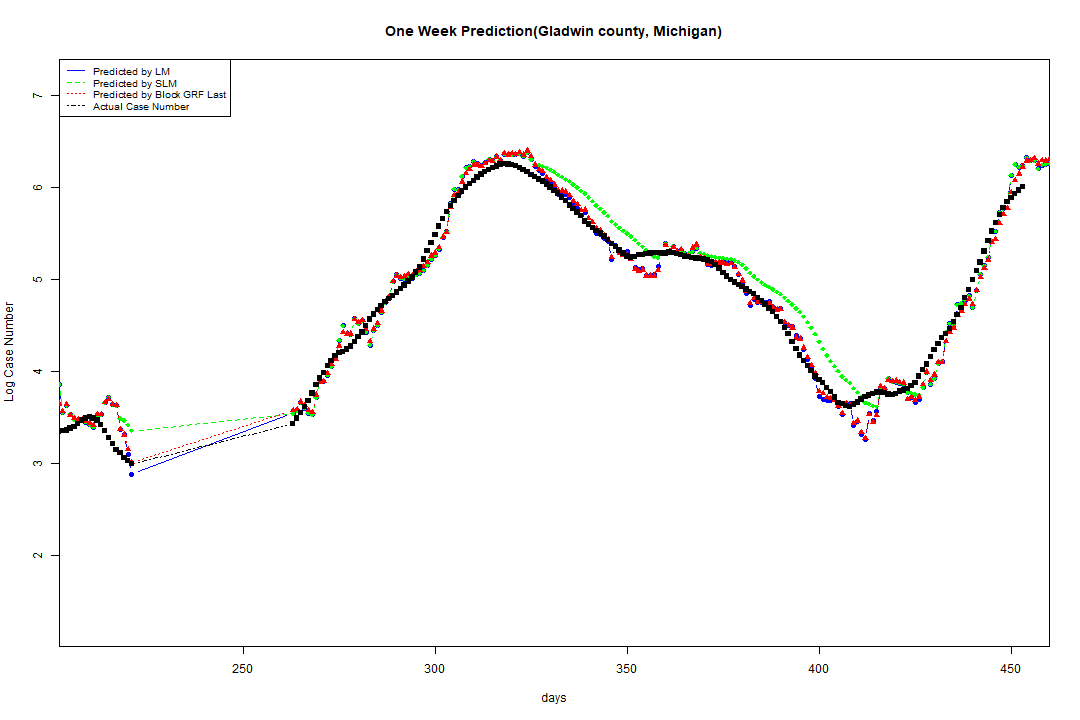 One Week Prediction(Gladwin county, Michigan)
Predicted by LM
Predicted by SLM
Predicted by Block GRF Last
Actual Case Number
Log Case Number
7
6
5
4
3
2
250 300 350 400 450
days